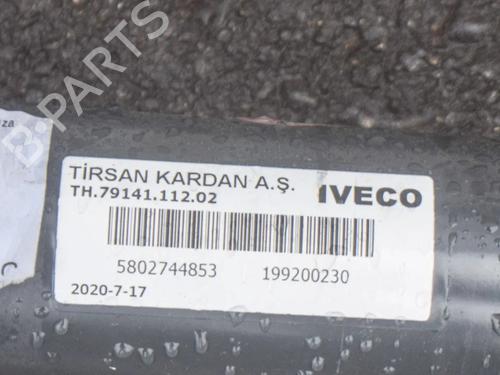 TİRSAN KARDAN A.Ş.
TH.79141.112.02
IVECO
5802744853 199200230
2020-7-17
B-PARTS
C